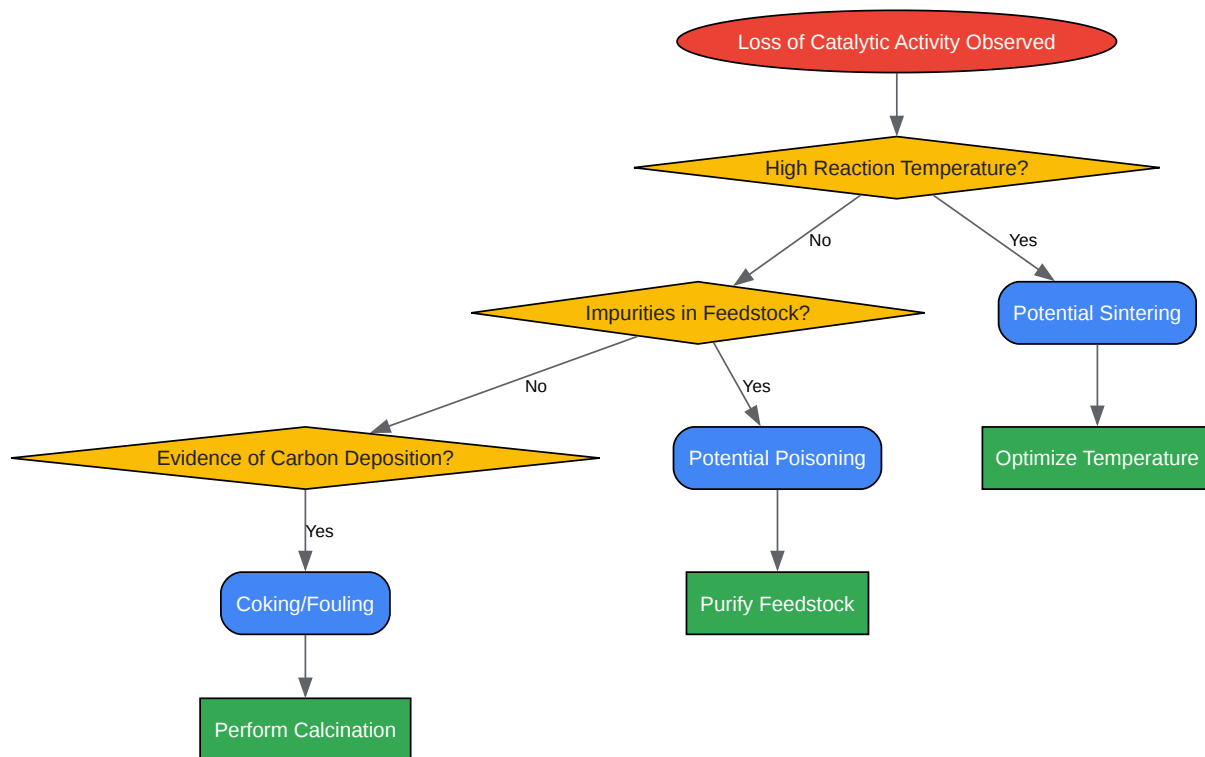 Loss of Catalytic Activity Observed
High Reaction Temperature?
No
Yes
Impurities in Feedstock?
Potential Sintering
No
Yes
Evidence of Carbon Deposition?
Potential Poisoning
Optimize Temperature
Yes
Coking/Fouling
Purify Feedstock
Perform Calcination